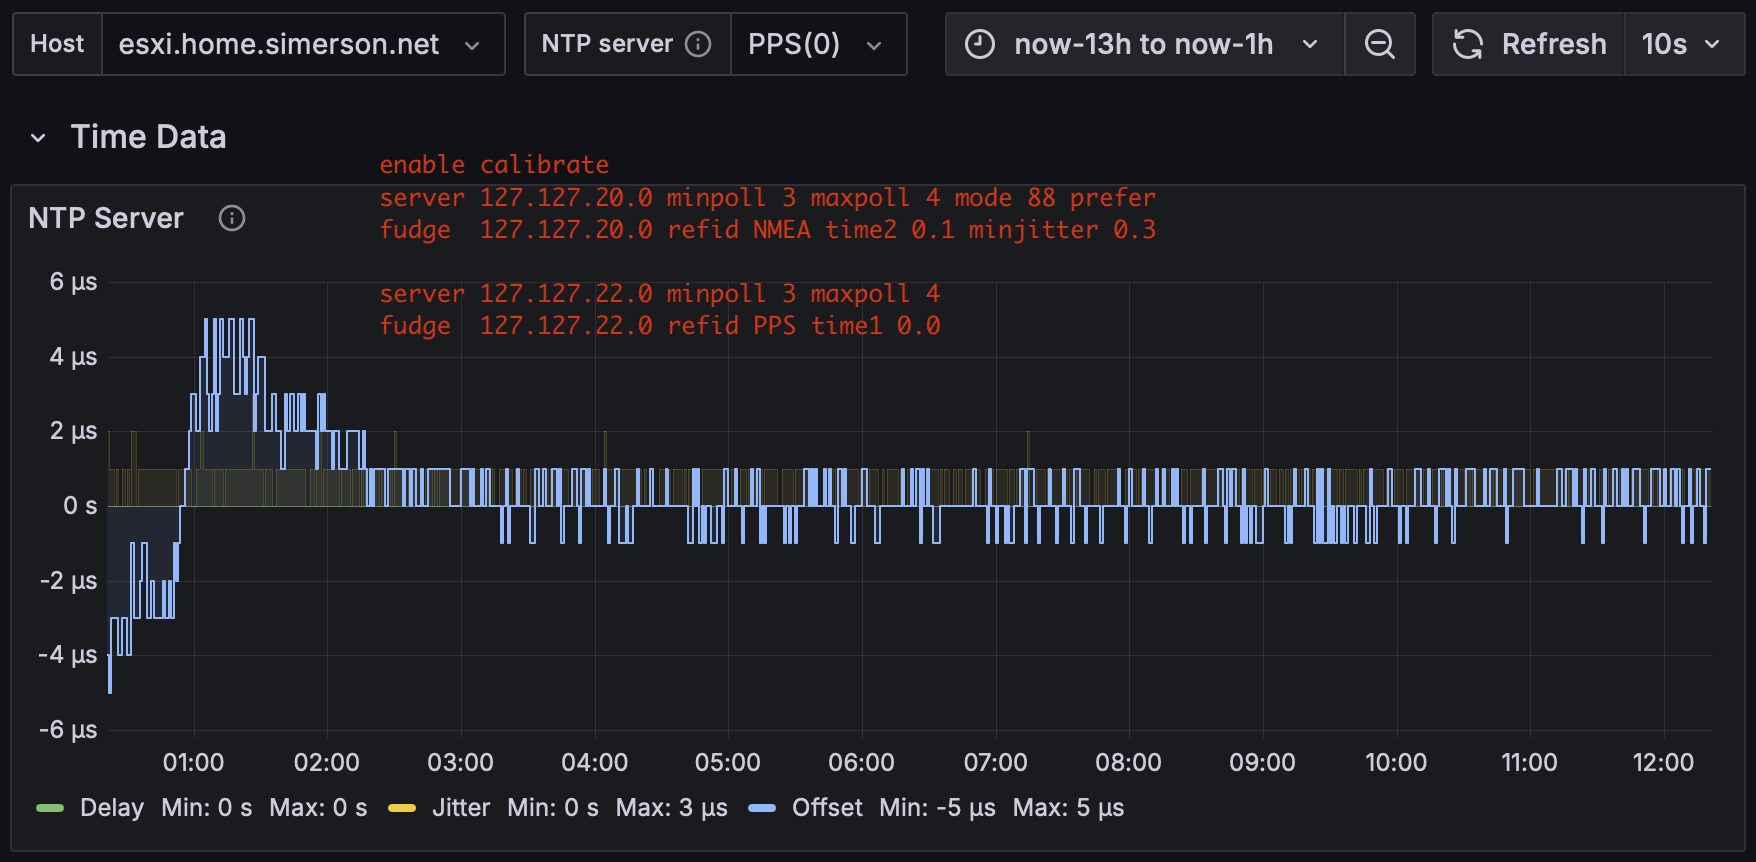 Host esxi.home.simerson.net NTP server PPS(0) now-13h to now-1h Refresh 10s
Time Data
enable calibrate
server 127.127.20.0 minpoll 3 maxpoll 4 mode 88 prefer
NTP Server
fudge  127.127.20.0 refid NMEA time2 0.1 minjitter 0.3
6 µs
server 127.127.22.0 minpoll 3 maxpoll 4
fudge  127.127.22.0 refid PPS time1 0.0
4 µs
2 µs
0 s
-2 µs
-4 µs
-6 µs
01:00 02:00 03:00 04:00 05:00 06:00 07:00 08:00 09:00 10:00 11:00 12:00
Delay Min: 0 s Max: 0 s Jitter Min: 0 s Max: 3 µs Offset Min: -5 µs Max: 5 µs